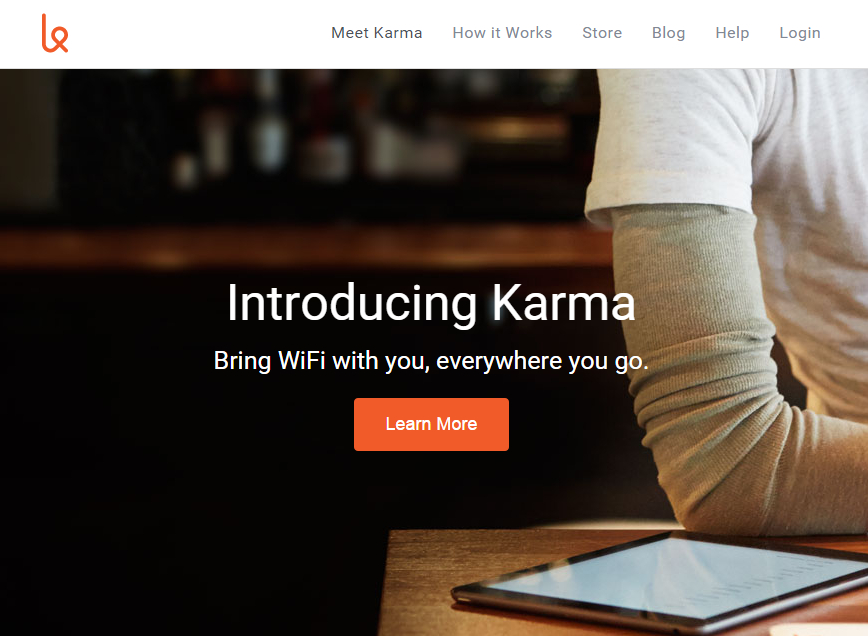 Meet Karma How it Works Store Blog Help Login
Introducing Karma
Bring WiFi with you, everywhere you go.
Learn More